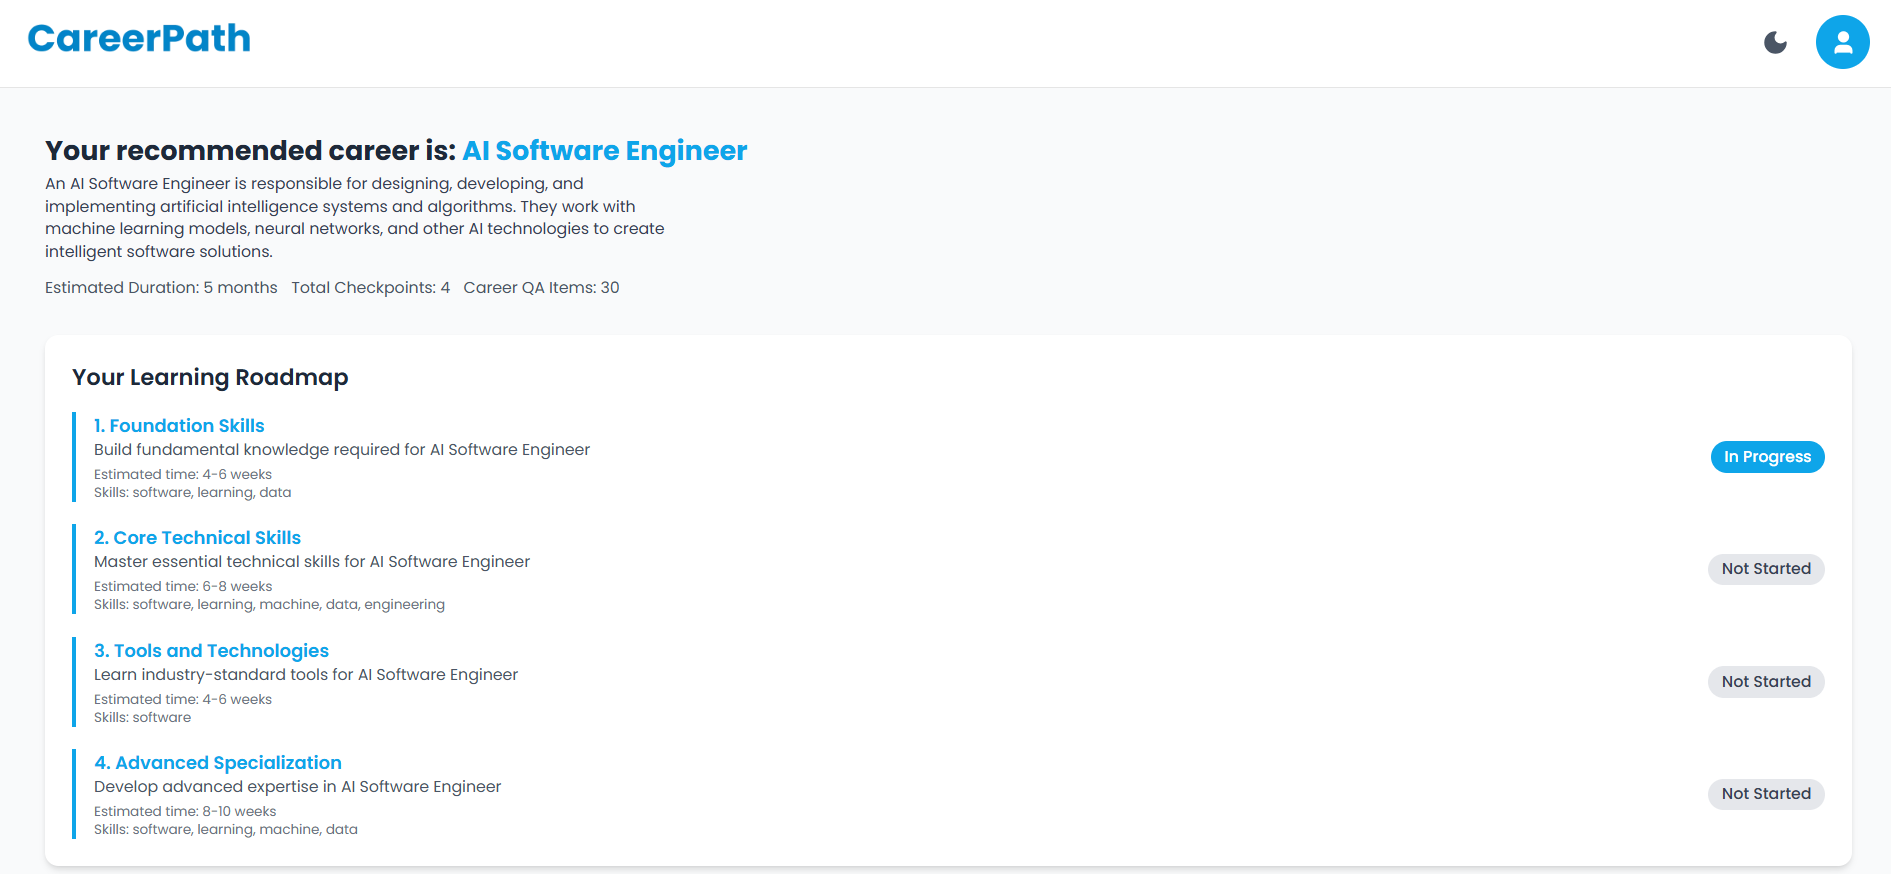 CareerPath
Your recommended career is: AI Software Engineer
An AI Software Engineer is responsible for designing, developing, and
implementing artificial intelligence systems and algorithms. They work with
machine learning models, neural networks, and other AI technologies to create
intelligent software solutions.
Estimated Duration: 5 months Total Checkpoints: 4 Career QA Items: 30
Your Learning Roadmap
1. Foundation Skills
Build fundamental knowledge required for AI Software Engineer
Estimated time: 4-6 weeks
Skills: software, learning, data
In Progress
2. Core Technical Skills
Master essential technical skills for AI Software Engineer
Estimated time: 6-8 weeks
Skills: software, learning, machine, data, engineering
Not Started
3. Tools and Technologies
Learn industry-standard tools for AI Software Engineer
Estimated time: 4-6 weeks
Skills: software
Not Started
4. Advanced Specialization
Develop advanced expertise in AI Software Engineer
Estimated time: 8-10 weeks
Skills: software, learning, machine, data
Not Started